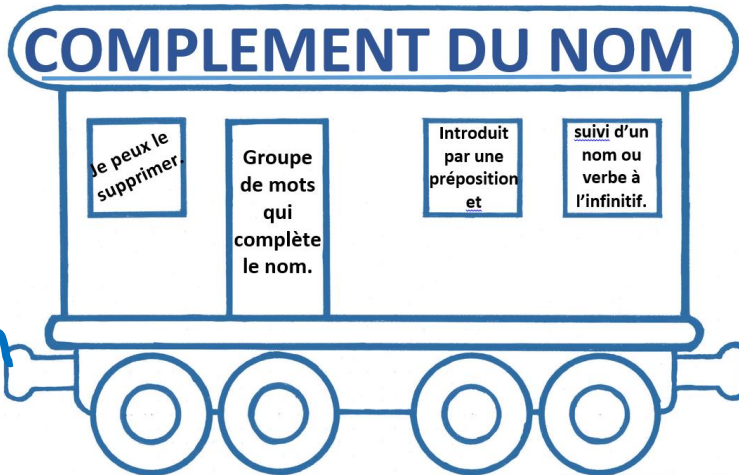 COMPLEMENT DU NOM
Je peux le
supprimer.
Groupe
de mots
qui
complète
le nom.
Introduit
par une
préposition
et
suivi d'un
nom ou
verbe à
l'infinitif.